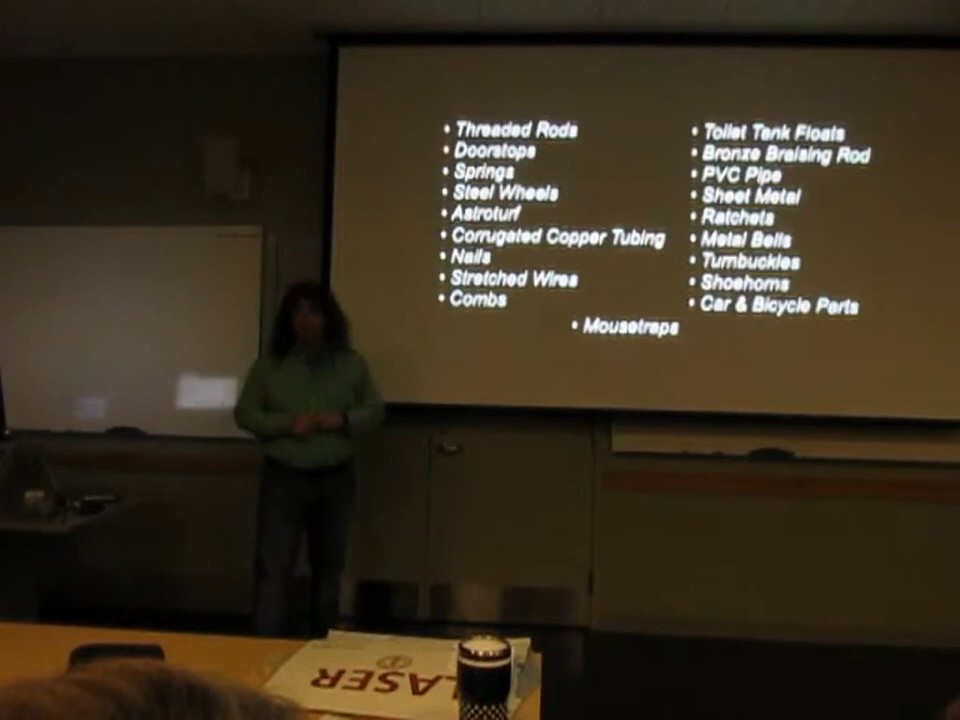 • Threaded Rods
• Doorstops
• Springs
• Steel Wheels
• Astroturf
• Corrugated Copper Tubing
• Nails
• Stretched Wires
• Combs
• Toilet Tank Floats
• Bronze Braising Rod
• PVC Pipe
• Sheet Metal
• Ratchets
• Metal Bells
• Turnbuckles
• Shoehorns
• Car & Bicycle Parts
• Mousetraps
LASER